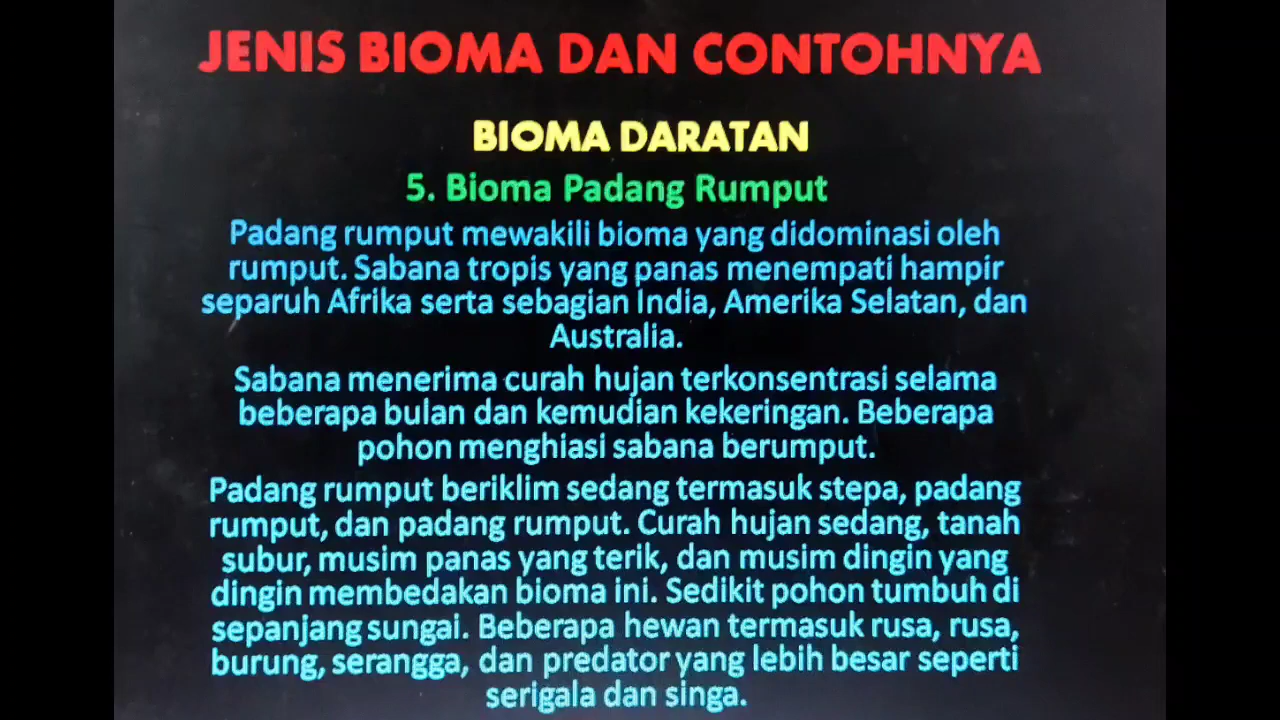 JENIS BIOMA DAN CONTOHNYA
BIOMA DARATAN
5. Bioma Padang Rumput
Padang rumput mewakili bioma yang didominasi oleh
rumput. Sabana tropis yang panas menempati hampir
separuh Afrika serta sebagian India, Amerika Selatan, dan
Australia.
Sabana menerima curah hujan terkonsentrasi selama
beberapa bulan dan kemudian kekeringan. Beberapa
pohon menghiasi sabana berumput.
Padang rumput beriklim sedang termasuk stepa, padang
rumput, dan padang rumput. Curah hujan sedang, tanah
subur, musim panas yang terik, dan musim dingin yang
dingin membedakan bioma ini. Sedikit pohon tumbuh di
sepanjang sungai. Beberapa hewan termasuk rusa, rusa,
burung, serangga, dan predator yang lebih besar seperti
serigala dan singa.